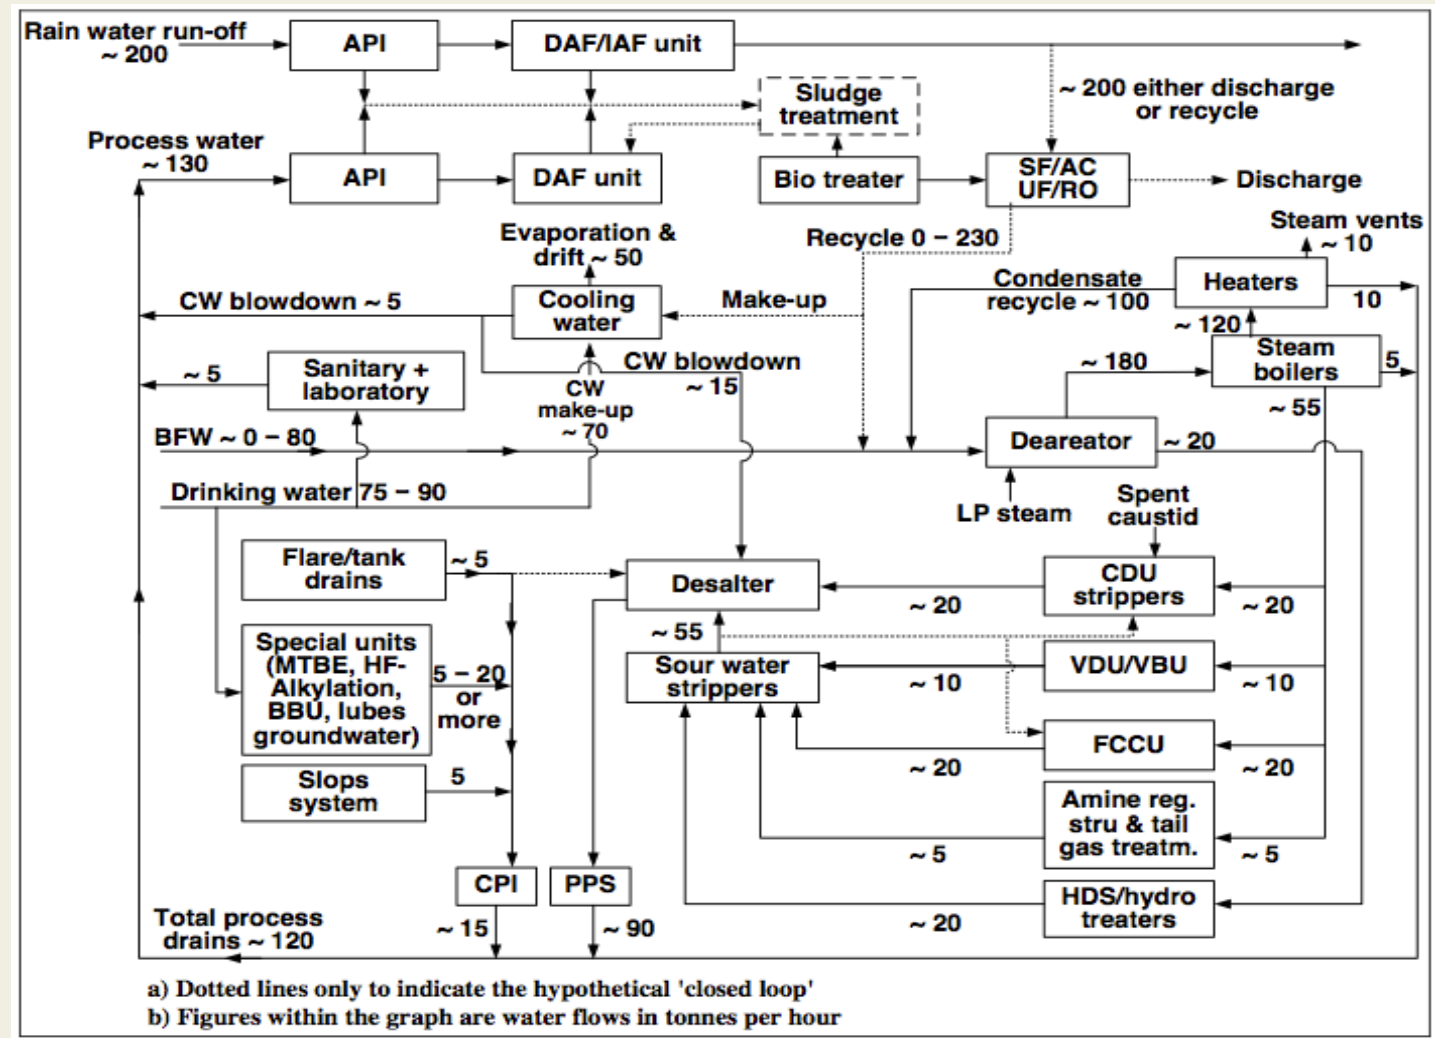 Rain water run-off
~ 200
API
DAF/IAF unit
~ 200 either discharge
or recycle
Sludge
treatment
Process water
~ 130
API
DAF unit
Bio treater
SF/AC
UF/RO
Discharge
Evaporation &
drift ~ 50
Recycle 0 – 230
Steam vents
~ 10
CW blowdown ~ 5
Cooling
water
Make-up
Condensate
recycle ~ 100
Heaters
10
~ 120
Sanitary +
laboratory
~ 5
CW blowdown
~ 15
CW
make-up
~ 70
~ 180
Steam
boilers
5
~ 55
BFW ~ 0 – 80
Deareator
~ 20
Drinking water 75 – 90
LP steam
Spent
caustid
Flare/tank
drains
~ 5
Desalter
~ 20
CDU
strippers
~ 20
Special units
(MTBE, HF-
Alkylation,
BBU, lubes
groundwater)
5 – 20
or
more
~ 55
Sour water
strippers
~ 10
VDU/VBU
~ 10
~ 20
FCCU
~ 20
Slops
system
5
~ 5
Amine reg.
stru & tail
gas treatm.
~ 5
CPI
PPS
~ 20
HDS/hydro
treaters
Total process
drains ~ 120
~ 15
~ 90
a) Dotted lines only to indicate the hypothetical 'closed loop'
b) Figures within the graph are water flows in tonnes per hour